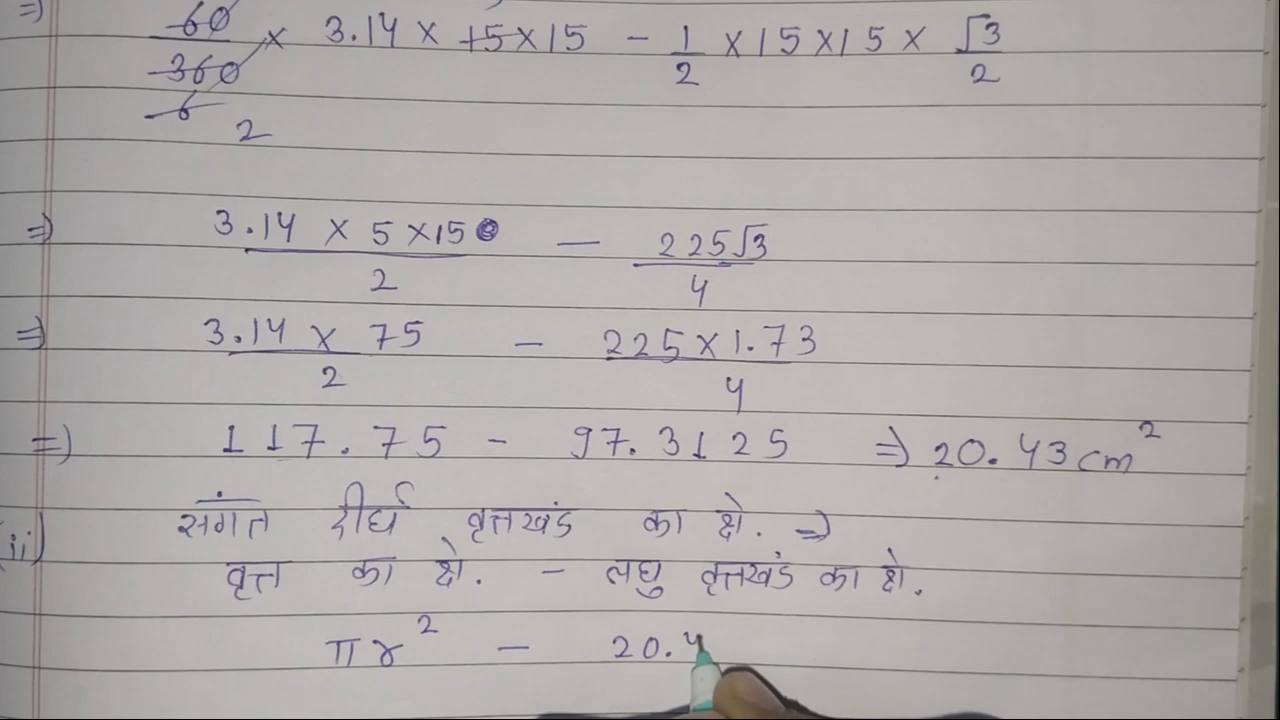 =) 60/360 × 3.14 × 15 × 15 - 1/2 × 15 × 15 × √3/2
6 2
=) 3.14 × 5 × 15 / 2 - 225√3 / 4
=) 3.14 × 75 / 2 - 225 × 1.73 / 4
=) 117.75 - 97.3125 => 20.43 cm²
(ii) संगत दीर्घ वृत्तखंड का क्षे. =>
वृत्त का क्षे. - लघु वृत्तखंड का क्षे.
πr² - 20.4